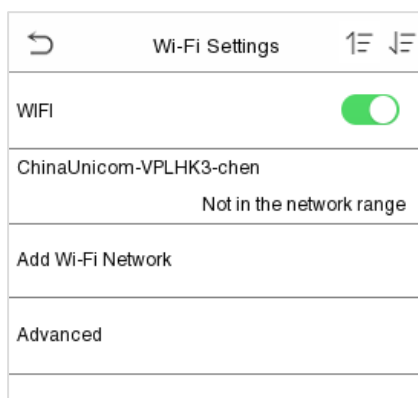 Wi-Fi Settings
WIFI
ChinaUnicom-VPLHK3-chen
Not in the network range
Add Wi-Fi Network
Advanced